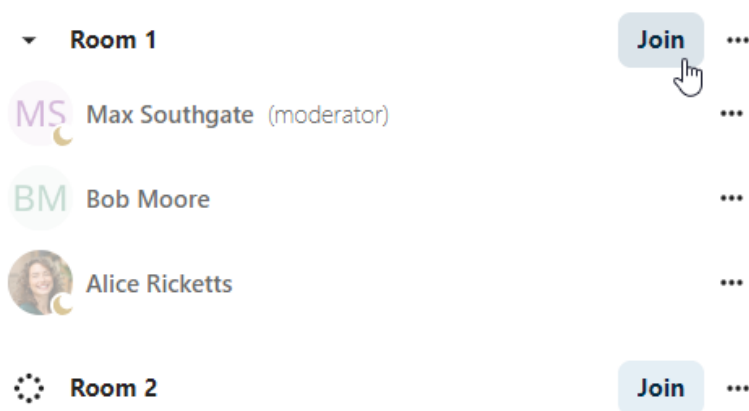 Room 1 Join
MS Max Southgate (moderator)
BM Bob Moore
Alice Ricketts
Room 2 Join